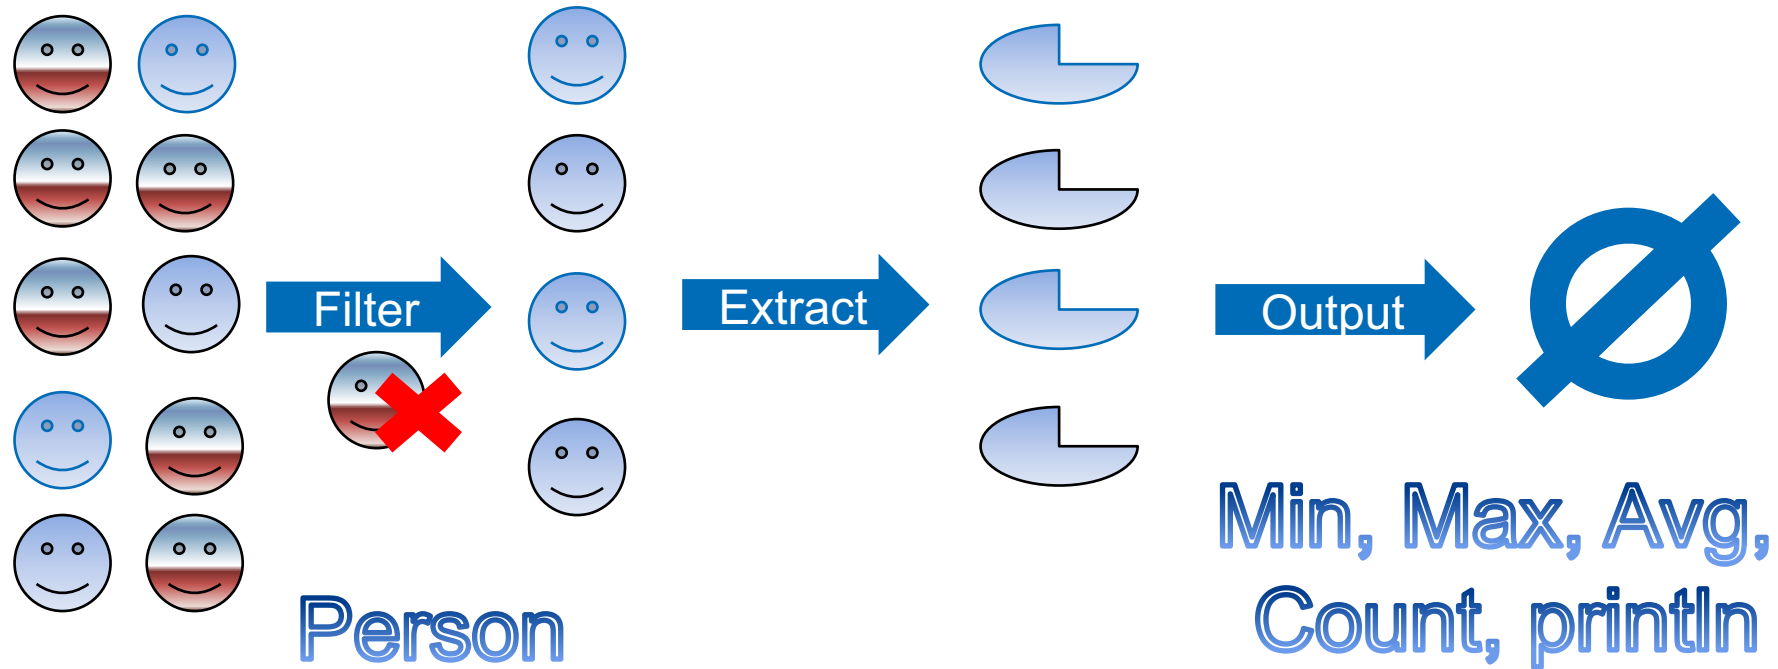 Filter
Extract
Output
Person
Min, Max, Avg,
Count, println